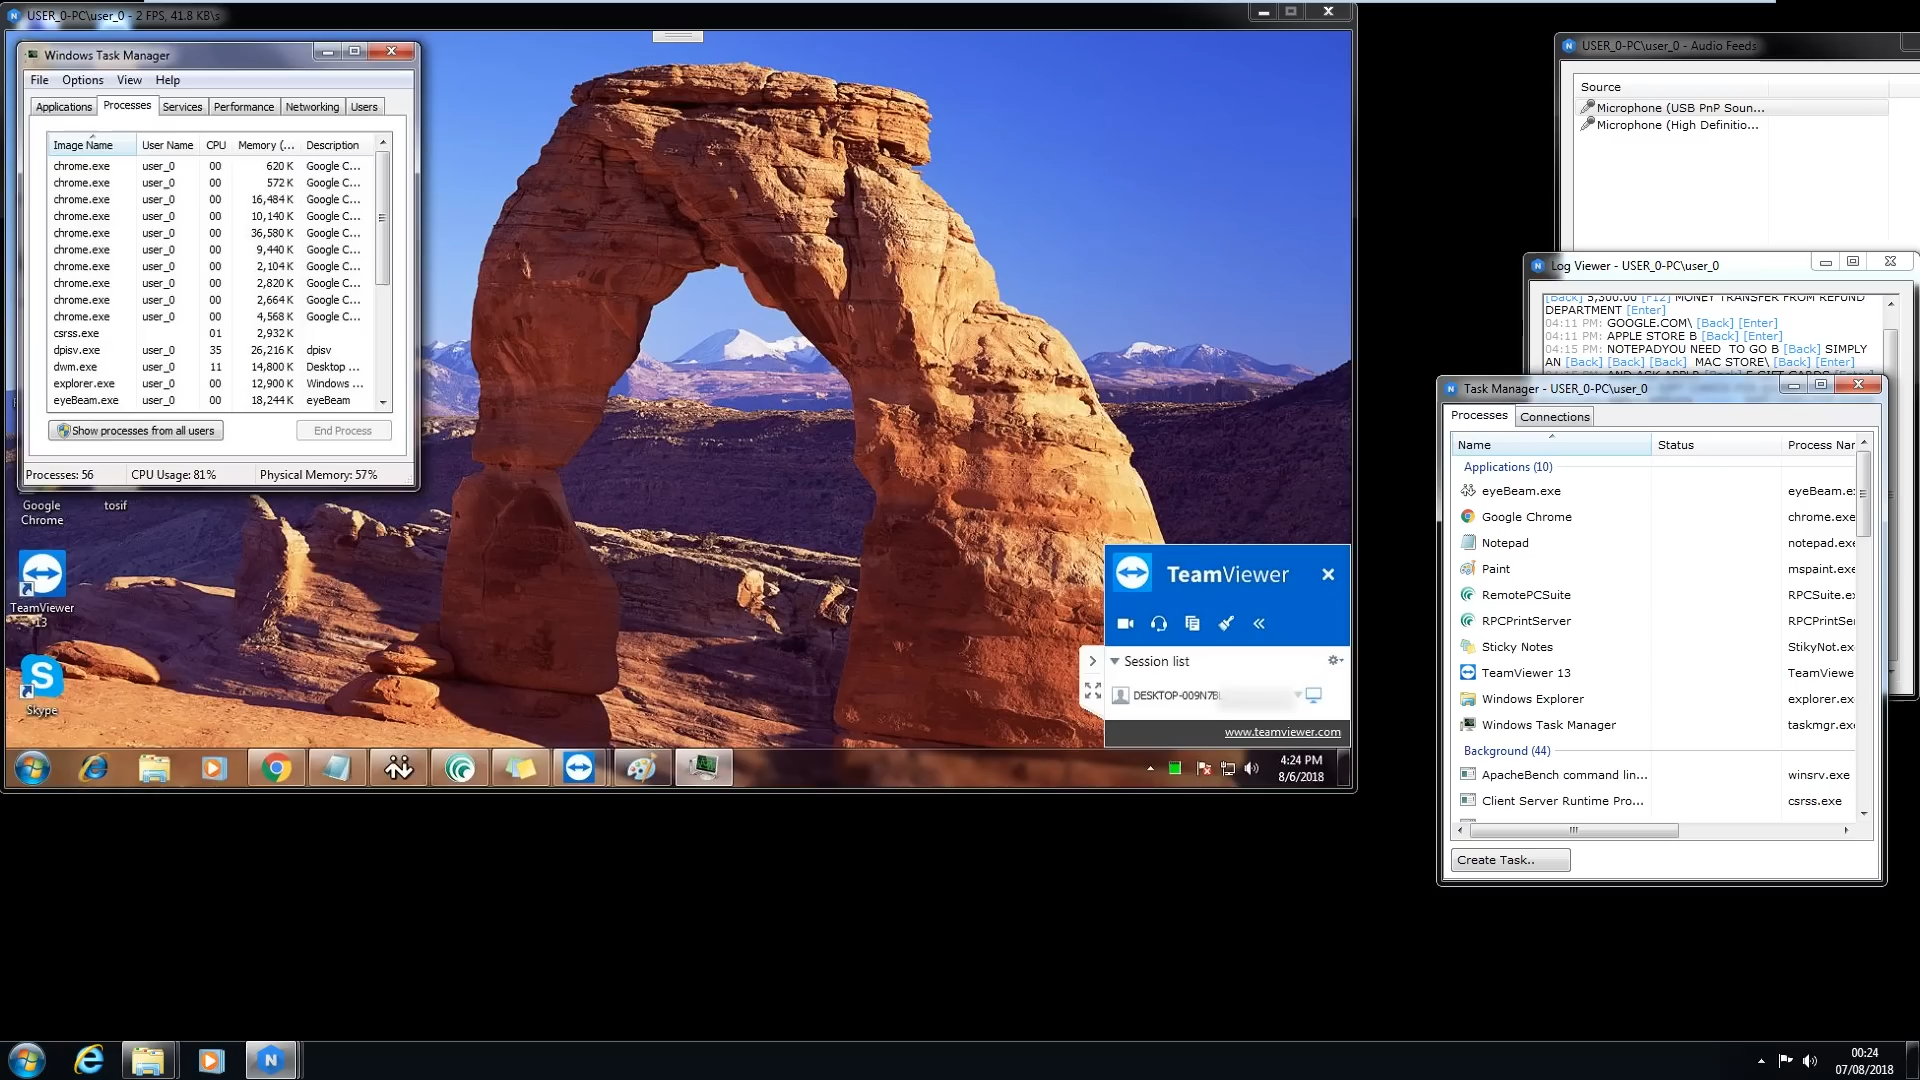 USER_0-PC\user_0 - 2 FPS, 41.8 KB\s
Windows Task Manager
File Options View Help
Applications Processes Services Performance Networking Users
Image Name User Name CPU Memory (... Description
chrome.exe user_0 00 620 K Google C...
chrome.exe user_0 00 572 K Google C...
chrome.exe user_0 00 16,484 K Google C...
chrome.exe user_0 00 10,140 K Google C...
chrome.exe user_0 00 36,580 K Google C...
chrome.exe user_0 00 9,440 K Google C...
chrome.exe user_0 00 2,104 K Google C...
chrome.exe user_0 00 2,820 K Google C...
chrome.exe user_0 00 2,664 K Google C...
chrome.exe user_0 00 4,568 K Google C...
csrss.exe 01 2,932 K
dpisv.exe user_0 35 26,216 K dpisv
dwm.exe user_0 11 14,800 K Desktop ...
explorer.exe user_0 00 12,900 K Windows ...
eyeBeam.exe user_0 00 18,244 K eyeBeam
Show processes from all users End Process
Processes: 56 CPU Usage: 81% Physical Memory: 57%
Google
Chrome
tosif
TeamViewer
13
Skype
TeamViewer
Session list
DESKTOP-009N7B
www.teamviewer.com
4:24 PM
8/6/2018
USER_0-PC\user_0 - Audio Feeds
Source
Microphone (USB PnP Soun...
Microphone (High Definitio...
Log Viewer - USER_0-PC\user_0
[Back] 5,300.00 [F12] MONEY TRANSFER FROM REFUND
DEPARTMENT [Enter]
04:11 PM: GOOGLE.COM\ [Back] [Enter]
04:11 PM: APPLE STORE B [Back] [Enter]
04:15 PM: NOTEPADYOU NEED TO GO B [Back] SIMPLY
AN [Back] [Back] [Back] MAC STORE\ [Back] [Enter]
Task Manager - USER_0-PC\user_0
Processes Connections
Name Status Process Nar
Applications (10)
eyeBeam.exe eyeBeam.ex
Google Chrome chrome.exe
Notepad notepad.exe
Paint mspaint.exe
RemotePCSuite RPCSuite.ex
RPCPrintServer RPCPrintSer
Sticky Notes StikyNot.exe
TeamViewer 13 TeamViewe
Windows Explorer explorer.exe
Windows Task Manager taskmgr.exe
Background (44)
ApacheBench command lin... winsrv.exe
Client Server Runtime Pro... csrss.exe
Create Task..
00:24
07/08/2018